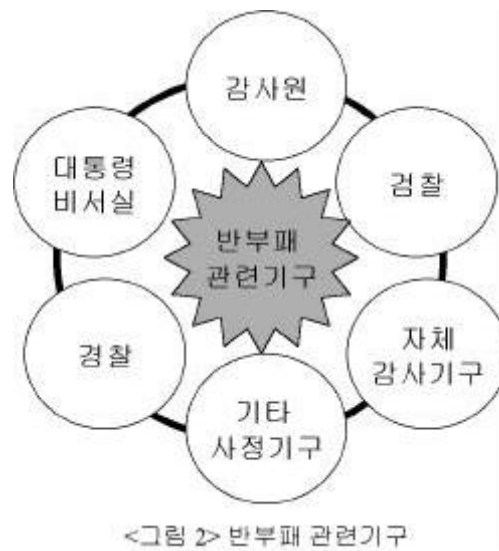 감사원
대통령
비서실
검찰
반부패
관련기구
경찰
자체
감사기구
기타
사정기구
<그림 2> 반부패 관련기구